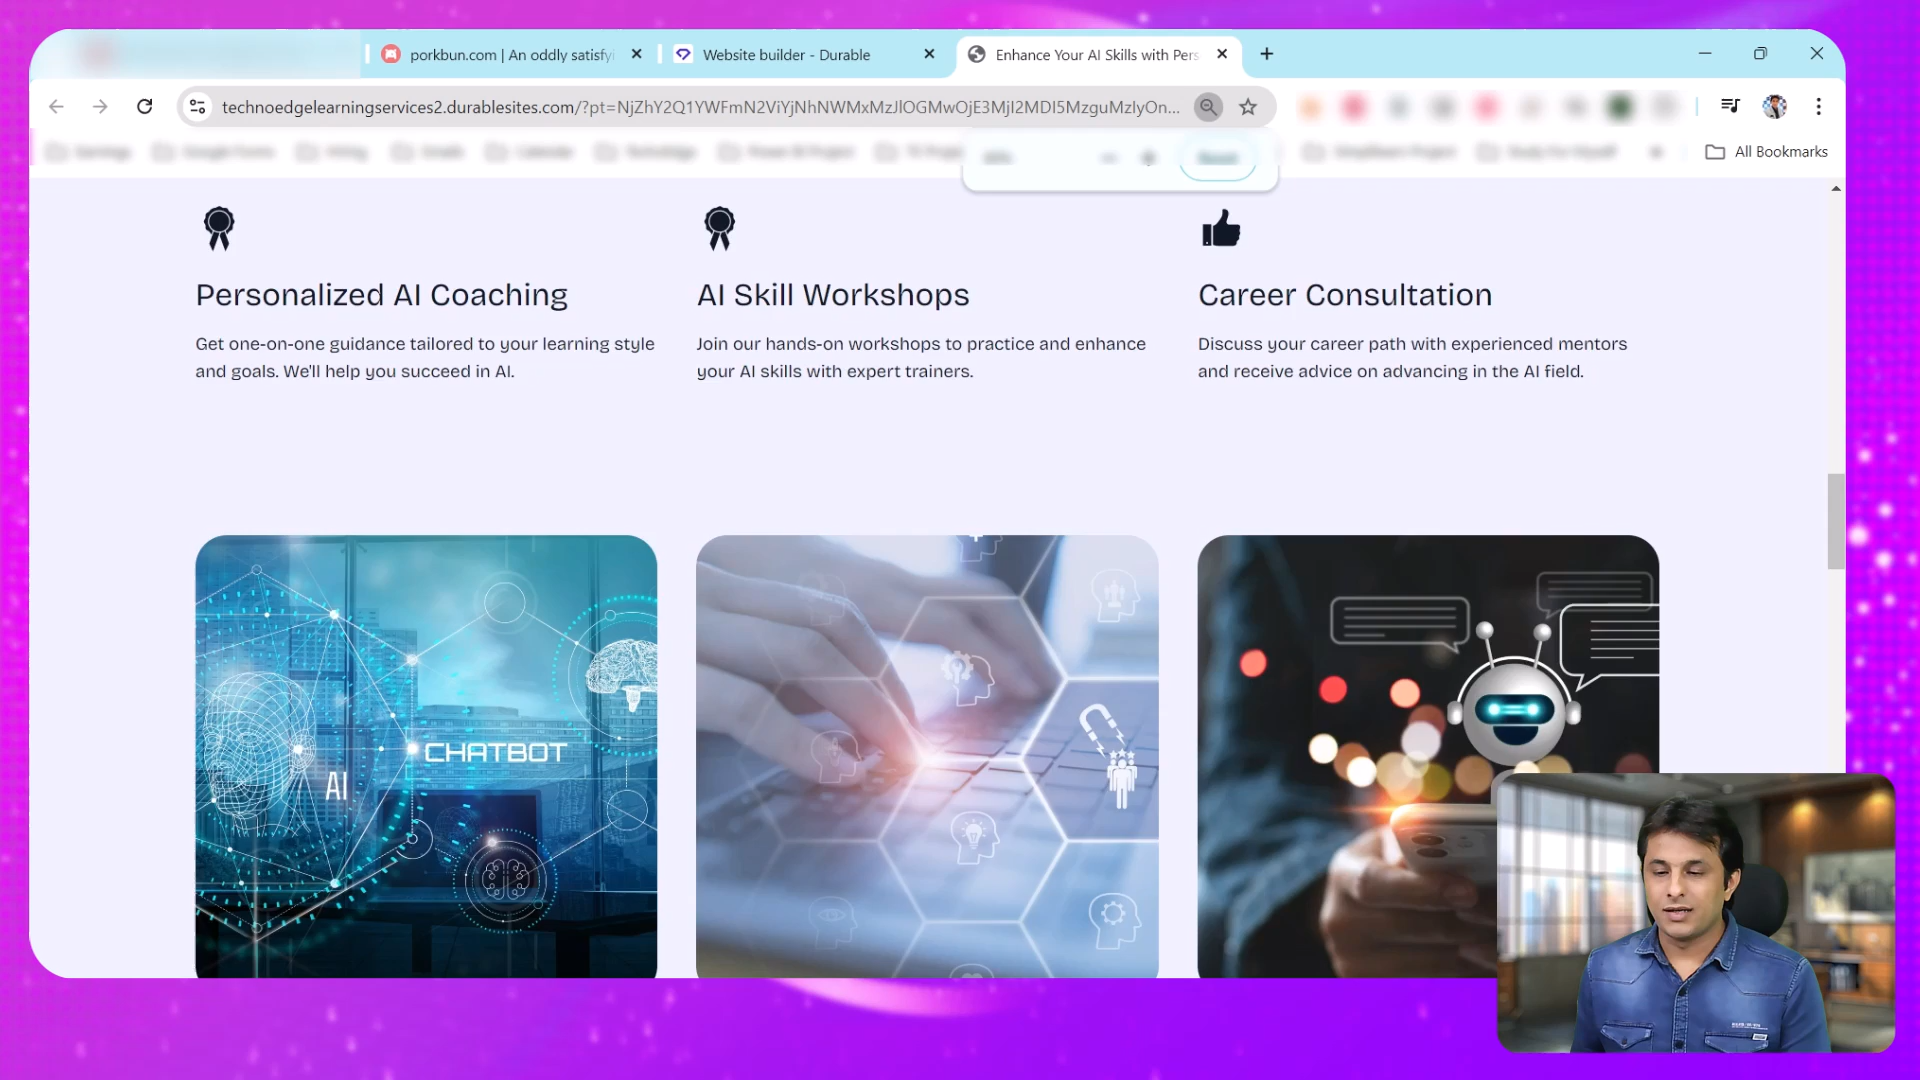 porkbun.com | An oddly satisfyi
Website builder - Durable
Enhance Your AI Skills with Pers
technoedgelearningservices2.durablesites.com/?pt=NjZhY2Q1YWFmN2ViYjNhNWMxMzJlOGMwOjE3MjI2MDI5MzguMzIyOn...
All Bookmarks
Personalized AI Coaching
AI Skill Workshops
Career Consultation
Get one-on-one guidance tailored to your learning style
and goals. We'll help you succeed in AI.
Join our hands-on workshops to practice and enhance
your AI skills with expert trainers.
Discuss your career path with experienced mentors
and receive advice on advancing in the AI field.
CHATBOT
AI